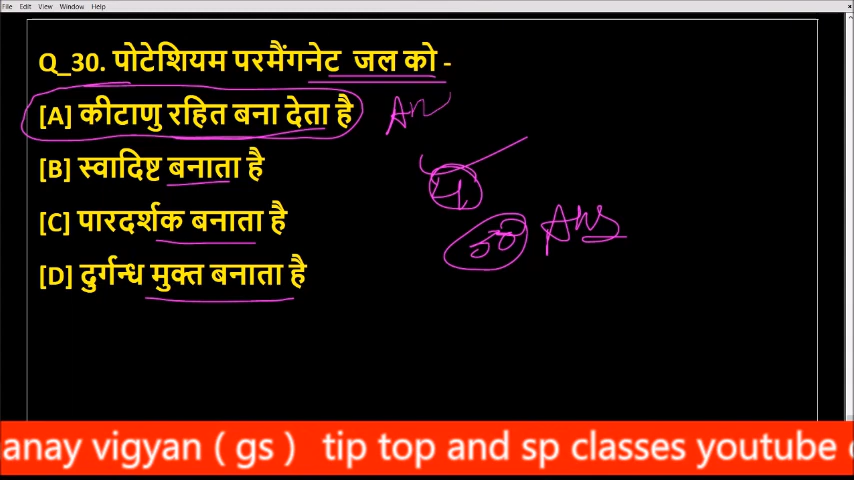 File Edit View Window Help
Q_30. पोटेशियम परमैंगनेट जल को -
[A] कीटाणु रहित बना देता है
Ans
[B] स्वादिष्ट बनाता है
[C] पारदर्शक बनाता है
Ans
[D] दुर्गन्ध मुक्त बनाता है
anay vigyan ( gs ) tip top and sp classes youtube